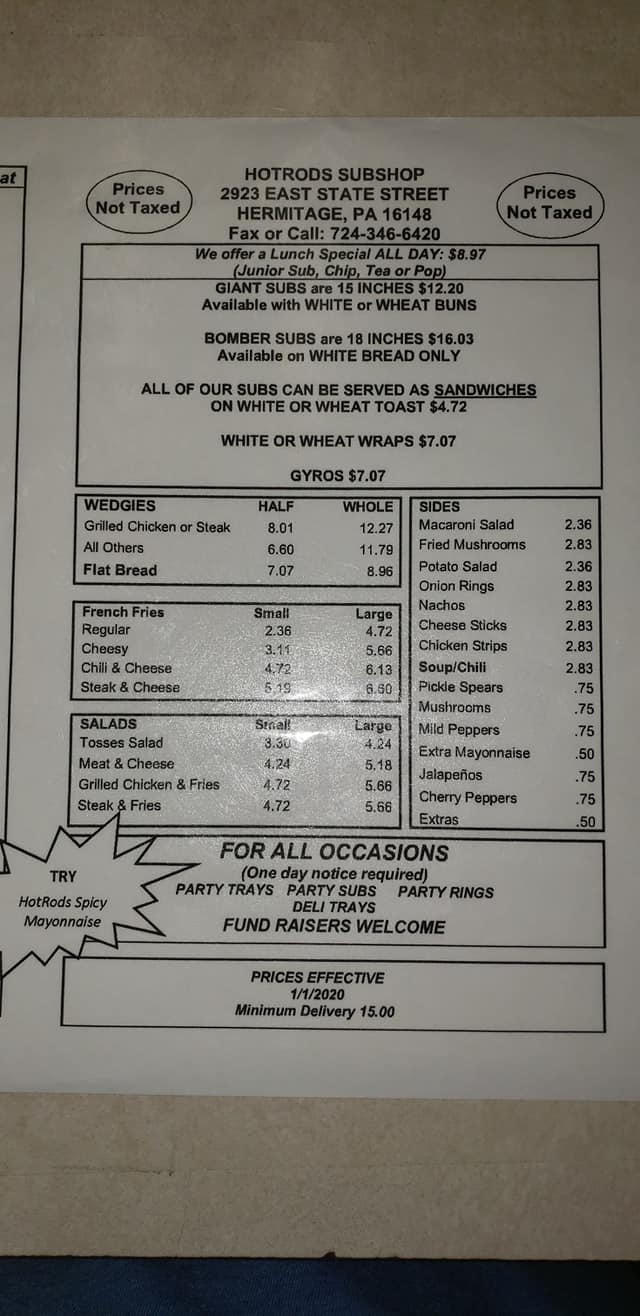 at
Prices
Not Taxed
HOTRODS SUBSHOP
2923 EAST STATE STREET
HERMITAGE, PA 16148
Fax or Call: 724-346-6420
Prices
Not Taxed
We offer a Lunch Special ALL DAY: $8.97
(Junior Sub, Chip, Tea or Pop)
GIANT SUBS are 15 INCHES $12.20
Available with WHITE or WHEAT BUNS
BOMBER SUBS are 18 INCHES $16.03
Available on WHITE BREAD ONLY
ALL OF OUR SUBS CAN BE SERVED AS SANDWICHES
ON WHITE OR WHEAT TOAST $4.72
WHITE OR WHEAT WRAPS $7.07
GYROS $7.07
WEDGIES HALF WHOLE
Grilled Chicken or Steak 8.01 12.27
All Others 6.60 11.79
Flat Bread 7.07 8.96
French Fries Small Large
Regular 2.36 4.72
Cheesy 3.11 5.66
Chili & Cheese 4.72 6.13
Steak & Cheese 5.19 6.60
SALADS Small Large
Tosses Salad 3.30 4.24
Meat & Cheese 4.24 5.18
Grilled Chicken & Fries 4.72 5.66
Steak & Fries 4.72 5.66
SIDES
Macaroni Salad 2.36
Fried Mushrooms 2.83
Potato Salad 2.36
Onion Rings 2.83
Nachos 2.83
Cheese Sticks 2.83
Chicken Strips 2.83
Soup/Chili 2.83
Pickle Spears .75
Mushrooms .75
Mild Peppers .75
Extra Mayonnaise .50
Jalapeños .75
Cherry Peppers .75
Extras .50
TRY
HotRods Spicy
Mayonnaise
FOR ALL OCCASIONS
(One day notice required)
PARTY TRAYS PARTY SUBS PARTY RINGS
DELI TRAYS
FUND RAISERS WELCOME
PRICES EFFECTIVE
1/1/2020
Minimum Delivery 15.00